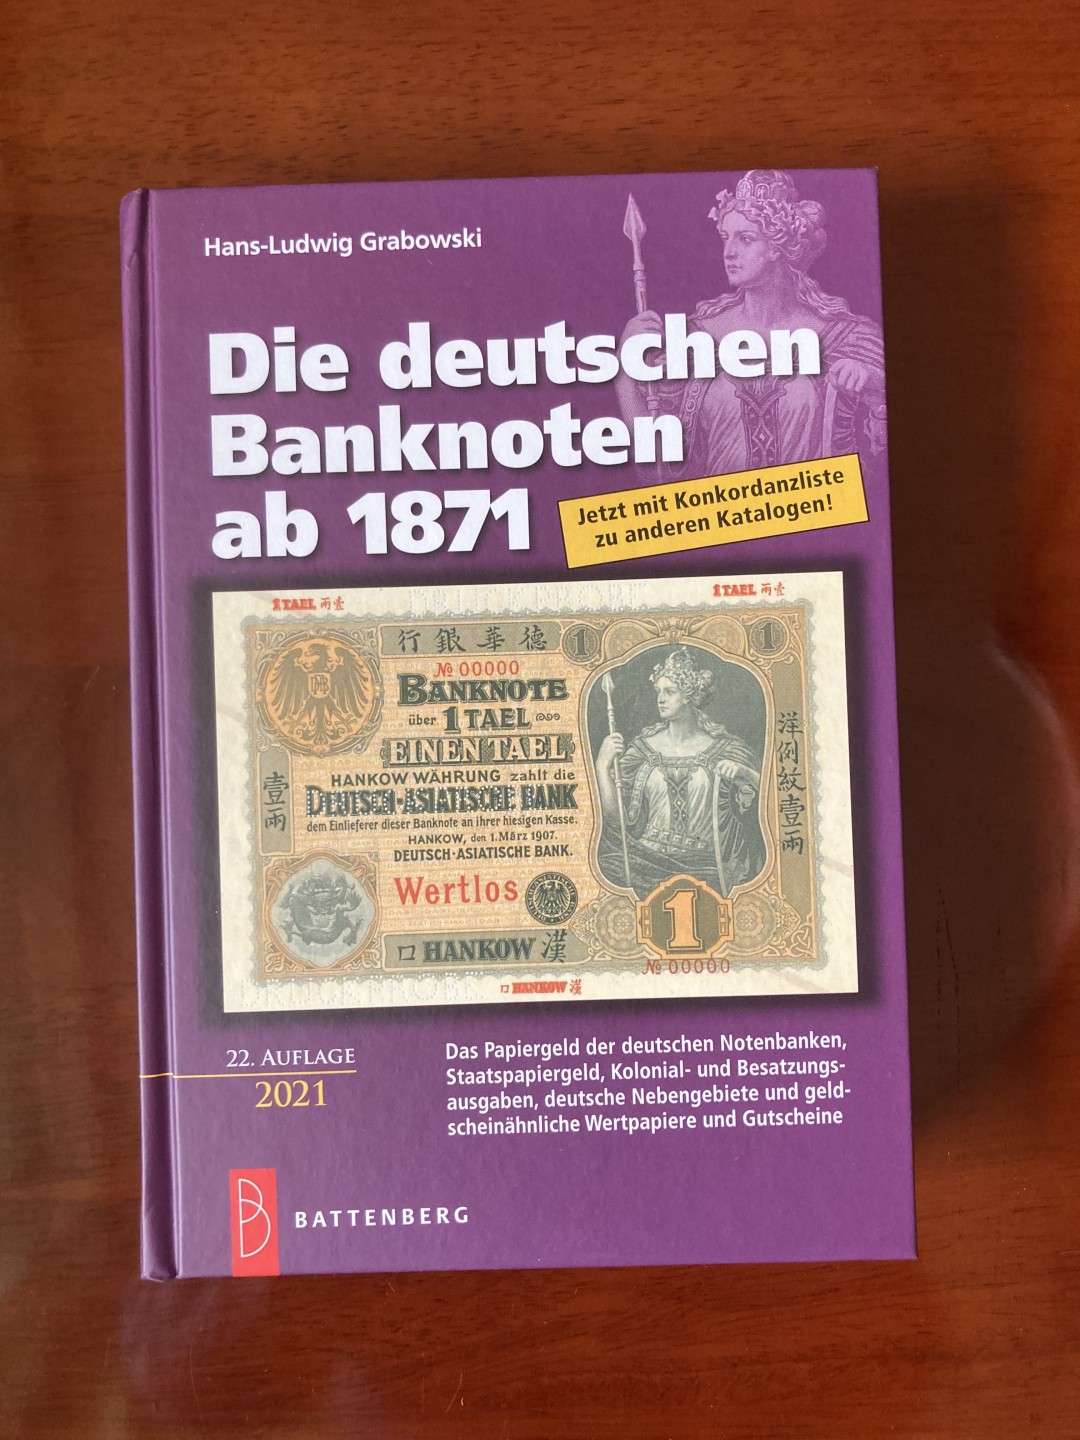 Hans-Ludwig Grabowski
Die deutschen
Banknoten
ab 1871
Jetzt mit Konkordanzliste
zu anderen Katalogen!
1 TAEL 兩壹
1 TAEL 兩壹
行銀華德
1
1
№ 00000
BANKNOTE
über 1 TAEL
EINEN TAEL
HANKOW WÄHRUNG zahlt die
DEUTSCH-ASIATISCHE BANK
dem Einlieferer dieser Banknote an ihrer hiesigen Kasse.
HANKOW, den 1. März 1907.
DEUTSCH-ASIATISCHE BANK.
壹兩
洋例紋壹兩
Wertlos
1
口 HANKOW 漢
№ 00000
口 HANKOW 漢
22. AUFLAGE
2021
Das Papiergeld der deutschen Notenbanken,
Staatspapiergeld, Kolonial- und Besatzungs-
ausgaben, deutsche Nebengebiete und geld-
scheinähnliche Wertpapiere und Gutscheine
BATTENBERG